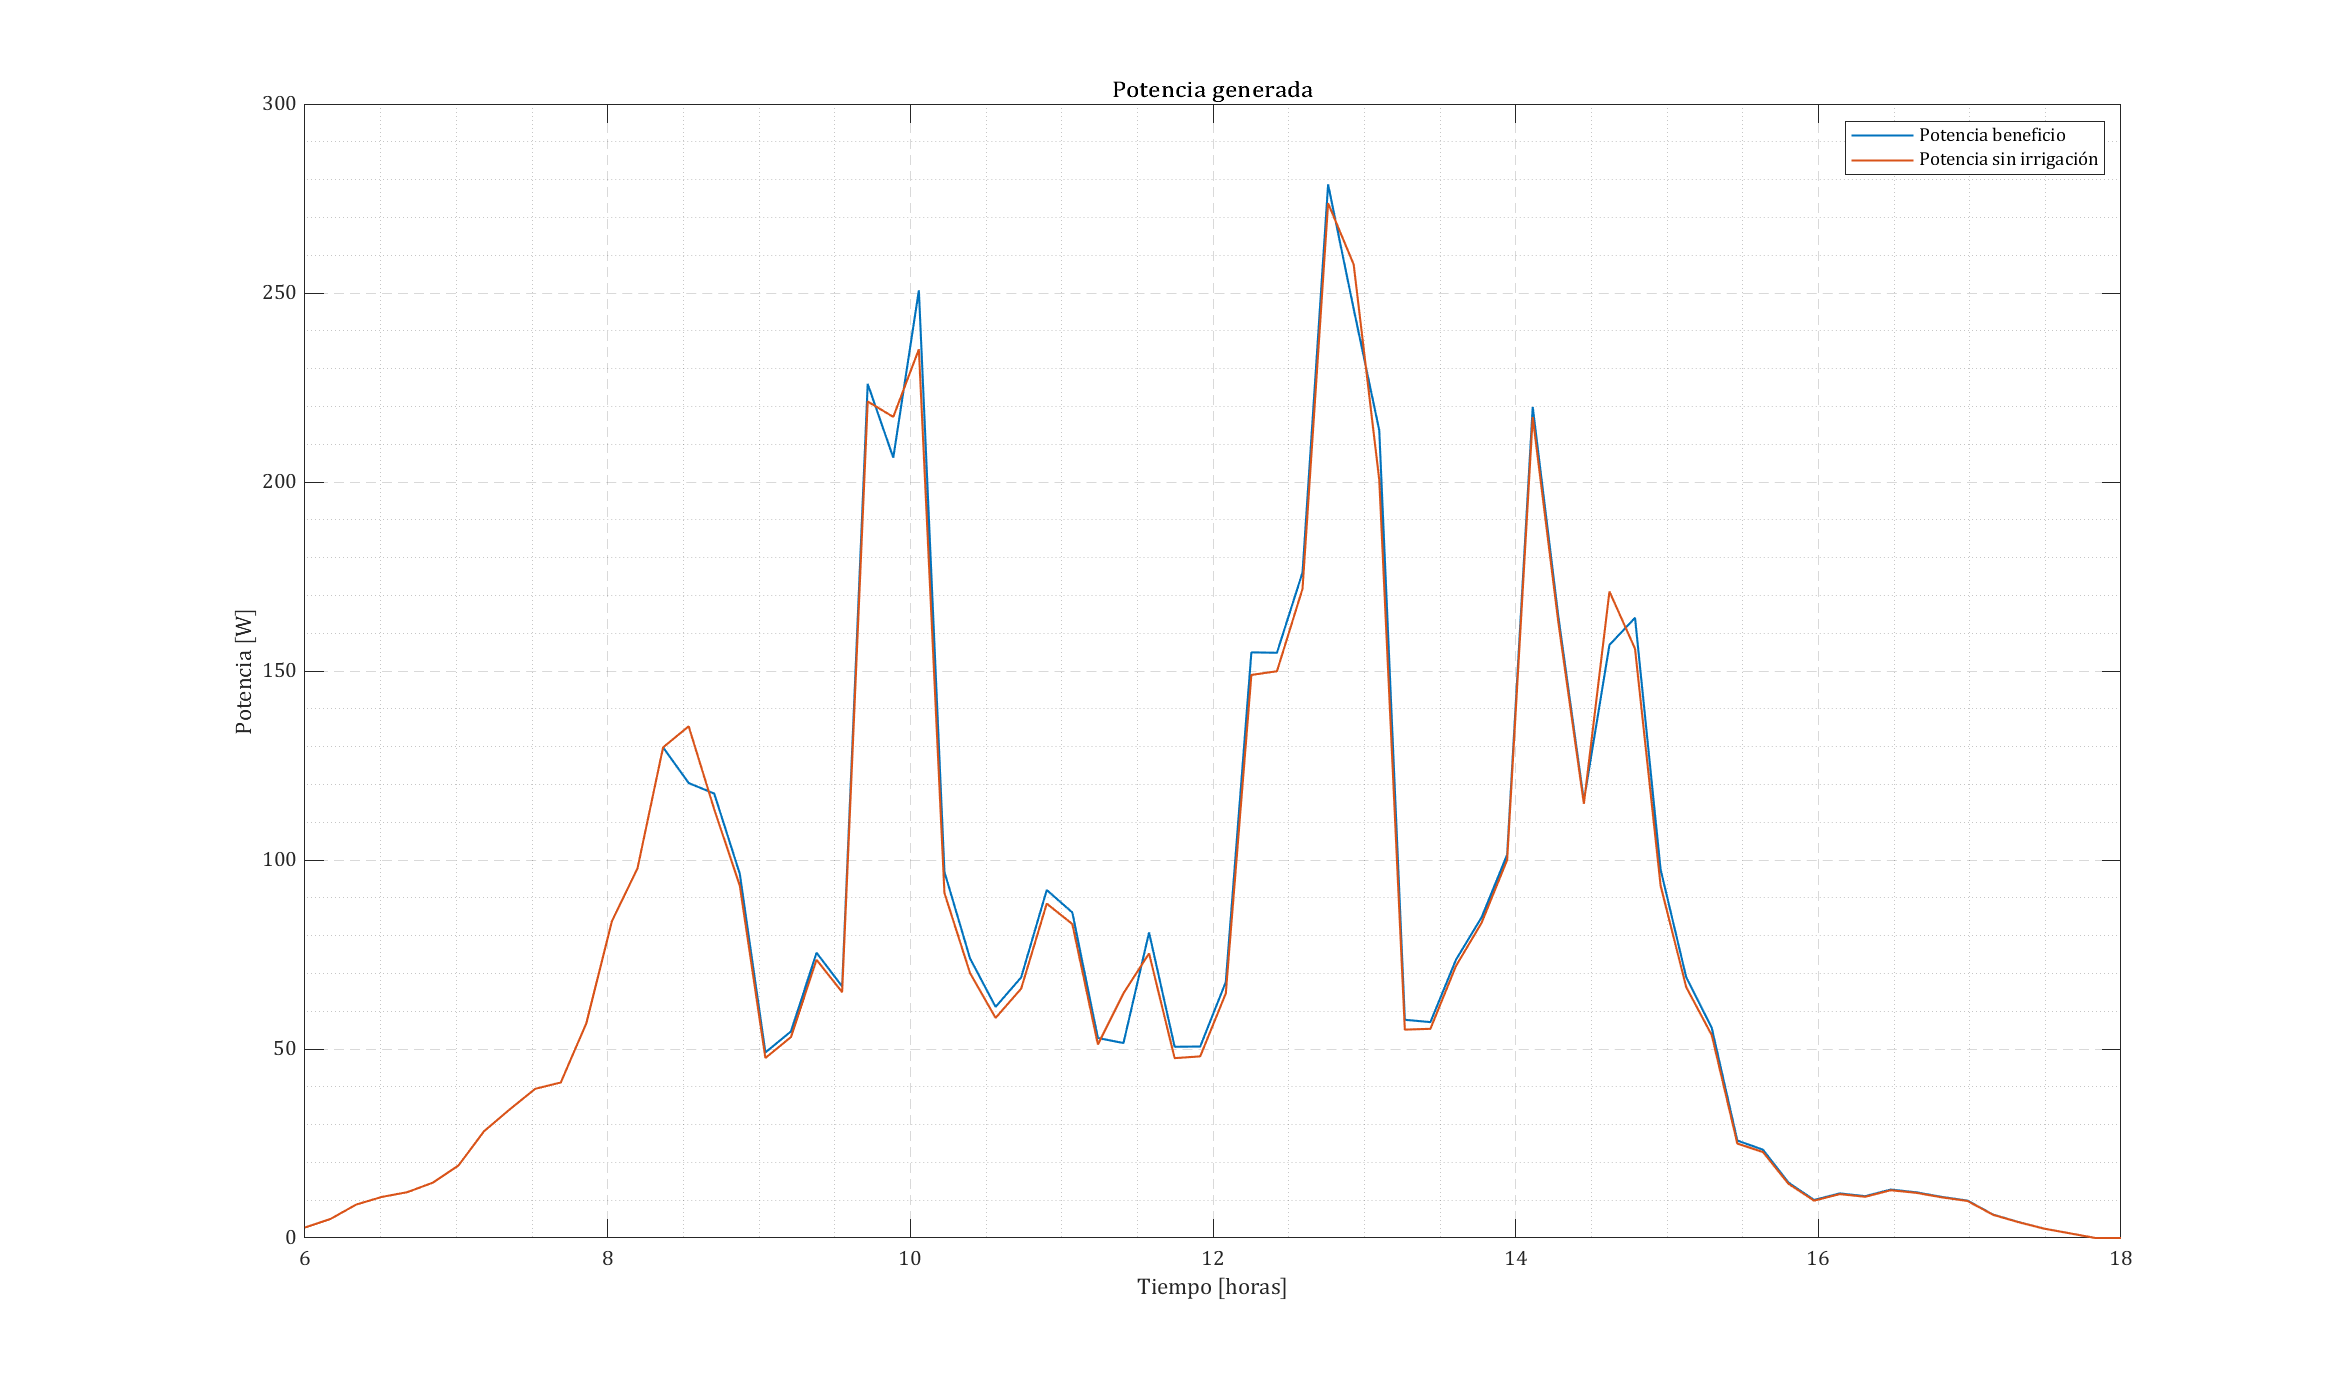 Potencia generada
300
250
200
150
100
50
0
Potencia [W]
6 8 10 12 14 16 18
Tiempo [horas]
Potencia beneficio
Potencia sin irrigación